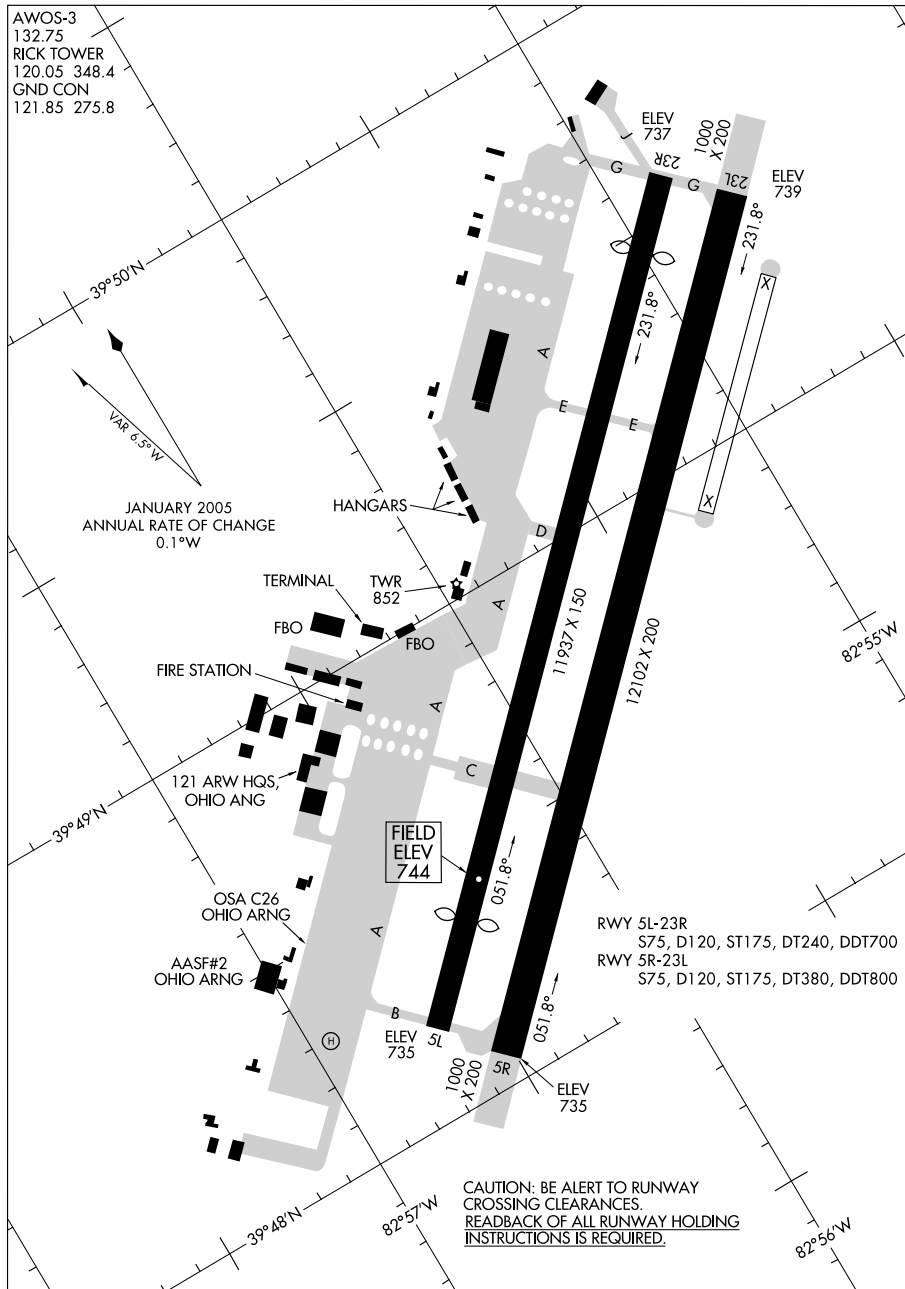 AWOS-3
132.75
RICK TOWER
120.05 348.4
GND CON
121.85 275.8
ELEV
737
1000
X 200
J
G
23R
G
23L
ELEV
739
231.8°
39°50'N
X
231.8°
A
VAR 6.5° W
E
E
JANUARY 2005
ANNUAL RATE OF CHANGE
0.1°W
HANGARS
X
D
TERMINAL
TWR
852
A
FBO
FBO
11937 X 150
12102 X 200
82°55'W
FIRE STATION
A
121 ARW HQS,
OHIO ANG
C
39°49'N
FIELD
ELEV
744
051.8°
OSA C26
OHIO ARNG
A
RWY 5L-23R
S75, D120, ST175, DT240, DDT700
RWY 5R-23L
S75, D120, ST175, DT380, DDT800
AASF#2
OHIO ARNG
051.8°
B
H
ELEV
735
5L
1000
X 200
5R
ELEV
735
39°48'N
82°57'W
82°56'W
CAUTION: BE ALERT TO RUNWAY
CROSSING CLEARANCES.
READBACK OF ALL RUNWAY HOLDING
INSTRUCTIONS IS REQUIRED.